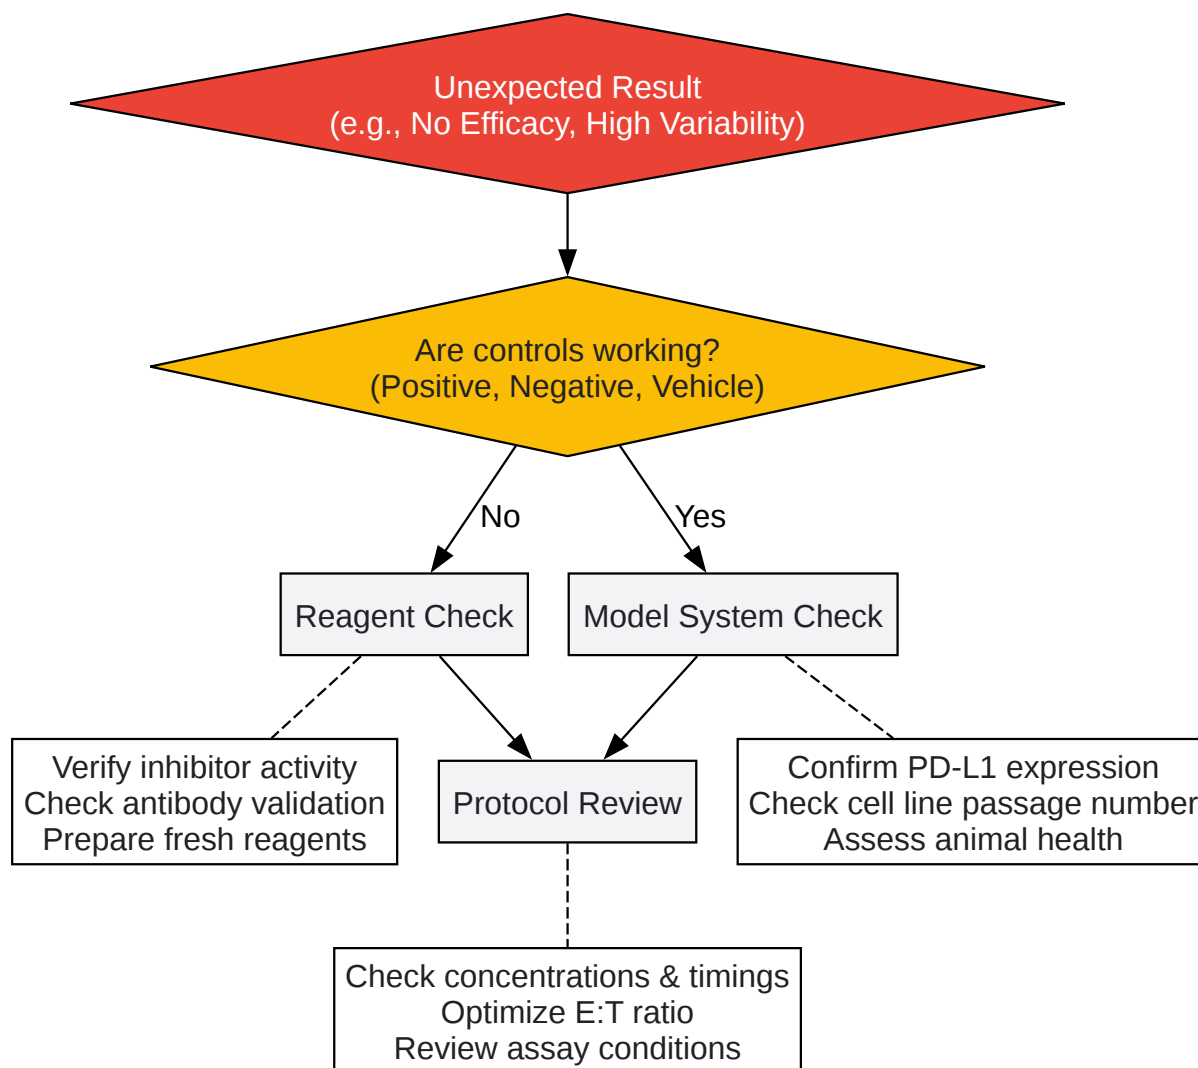 Unexpected Result
(e.g., No Efficacy, High Variability)
Are controls working?
(Positive, Negative, Vehicle)
No
Yes
Reagent Check
Model System Check
Verify inhibitor activity
Check antibody validation
Prepare fresh reagents
Protocol Review
Confirm PD-L1 expression
Check cell line passage number
Assess animal health
Check concentrations & timings
Optimize E:T ratio
Review assay conditions